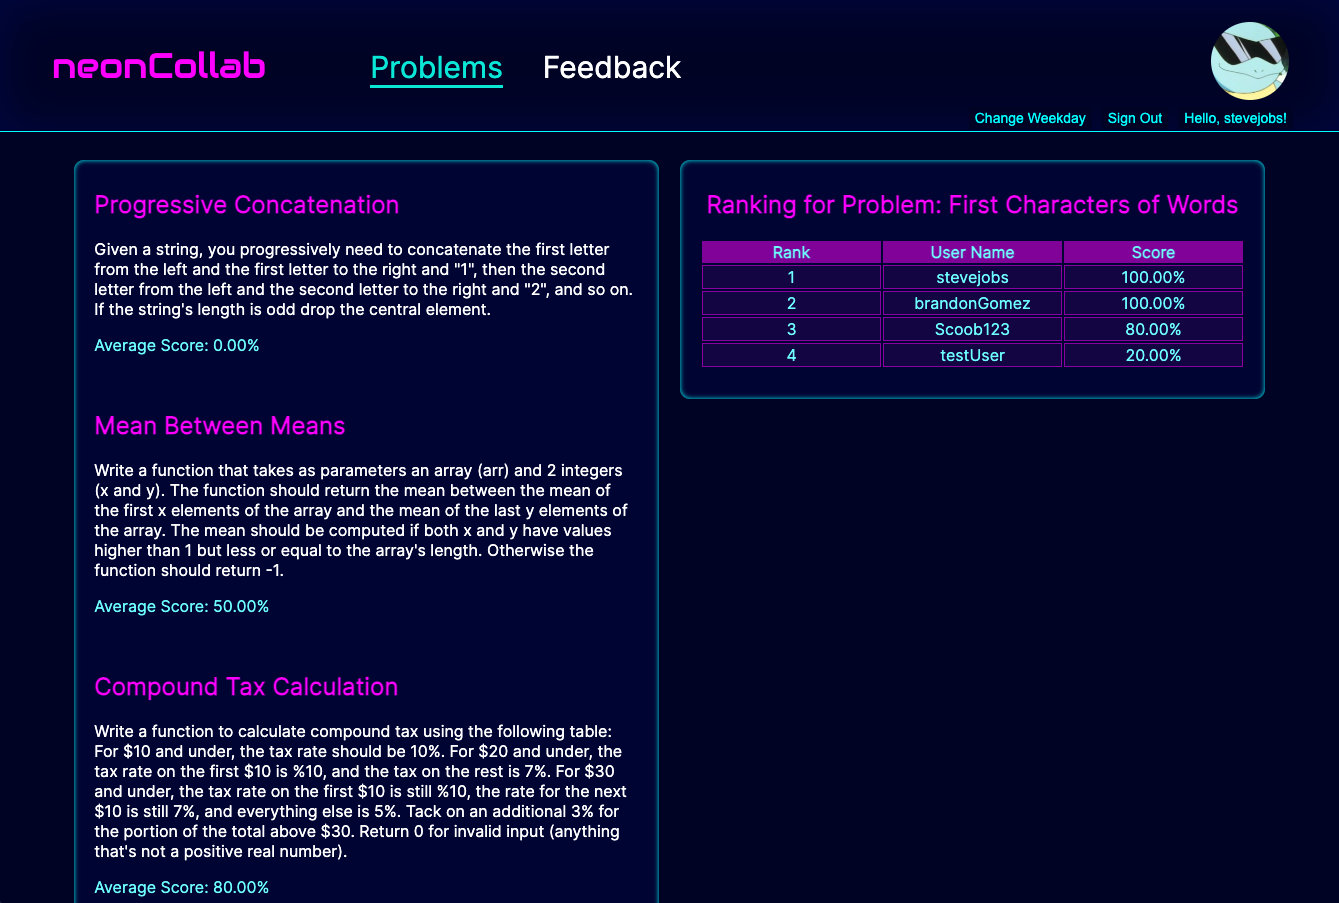 neonCollab
Problems
Feedback
Change Weekday
Sign Out
Hello, stevejobs!
Progressive Concatenation
Given a string, you progressively need to concatenate the first letter
from the left and the first letter to the right and "1", then the second
letter from the left and the second letter to the right and "2", and so on.
If the string's length is odd drop the central element.
Average Score: 0.00%
Mean Between Means
Write a function that takes as parameters an array (arr) and 2 integers
(x and y). The function should return the mean between the mean of
the first x elements of the array and the mean of the last y elements of
the array. The mean should be computed if both x and y have values
higher than 1 but less or equal to the array's length. Otherwise the
function should return -1.
Average Score: 50.00%
Compound Tax Calculation
Write a function to calculate compound tax using the following table:
For $10 and under, the tax rate should be 10%. For $20 and under, the
tax rate on the first $10 is %10, and the tax on the rest is 7%. For $30
and under, the tax rate on the first $10 is still %10, the rate for the next
$10 is still 7%, and everything else is 5%. Tack on an additional 3% for
the portion of the total above $30. Return 0 for invalid input (anything
that's not a positive real number).
Average Score: 80.00%
Ranking for Problem: First Characters of Words
Rank User Name Score
1 stevejobs 100.00%
2 brandonGomez 100.00%
3 Scoob123 80.00%
4 testUser 20.00%